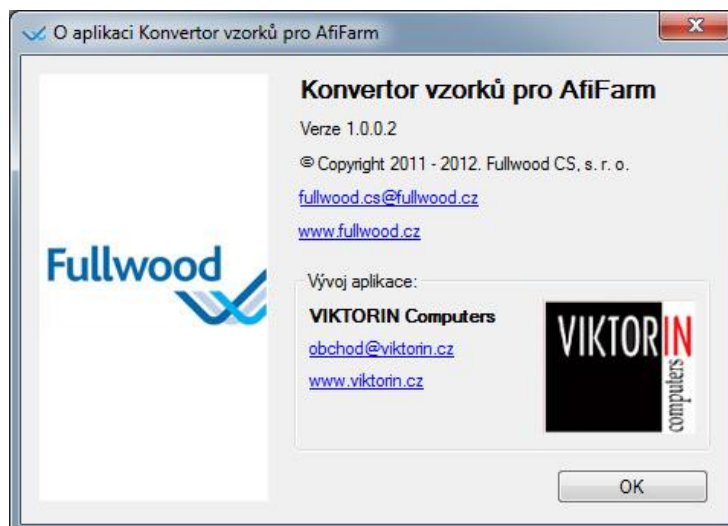 O aplikaci Konvertor vzorků pro AfiFarm
Konvertor vzorků pro AfiFarm
Verze 1.0.0.2
© Copyright 2011 - 2012. Fullwood CS, s. r. o.
fullwood.cs@fullwood.cz
www.fullwood.cz
Fullwood
Vývoj aplikace:
VIKTORIN Computers
obchod@viktorin.cz
www.viktorin.cz
VIKTORIN
computers
OK